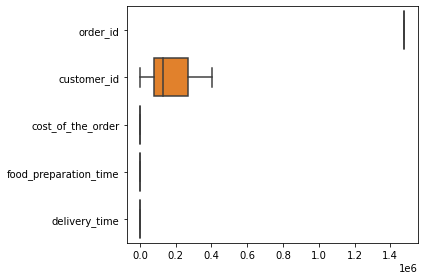 order_id
customer_id
cost_of_the_order
food_preparation_time
delivery_time
0.0 0.2 0.4 0.6 0.8 1.0 1.2 1.4
1e6